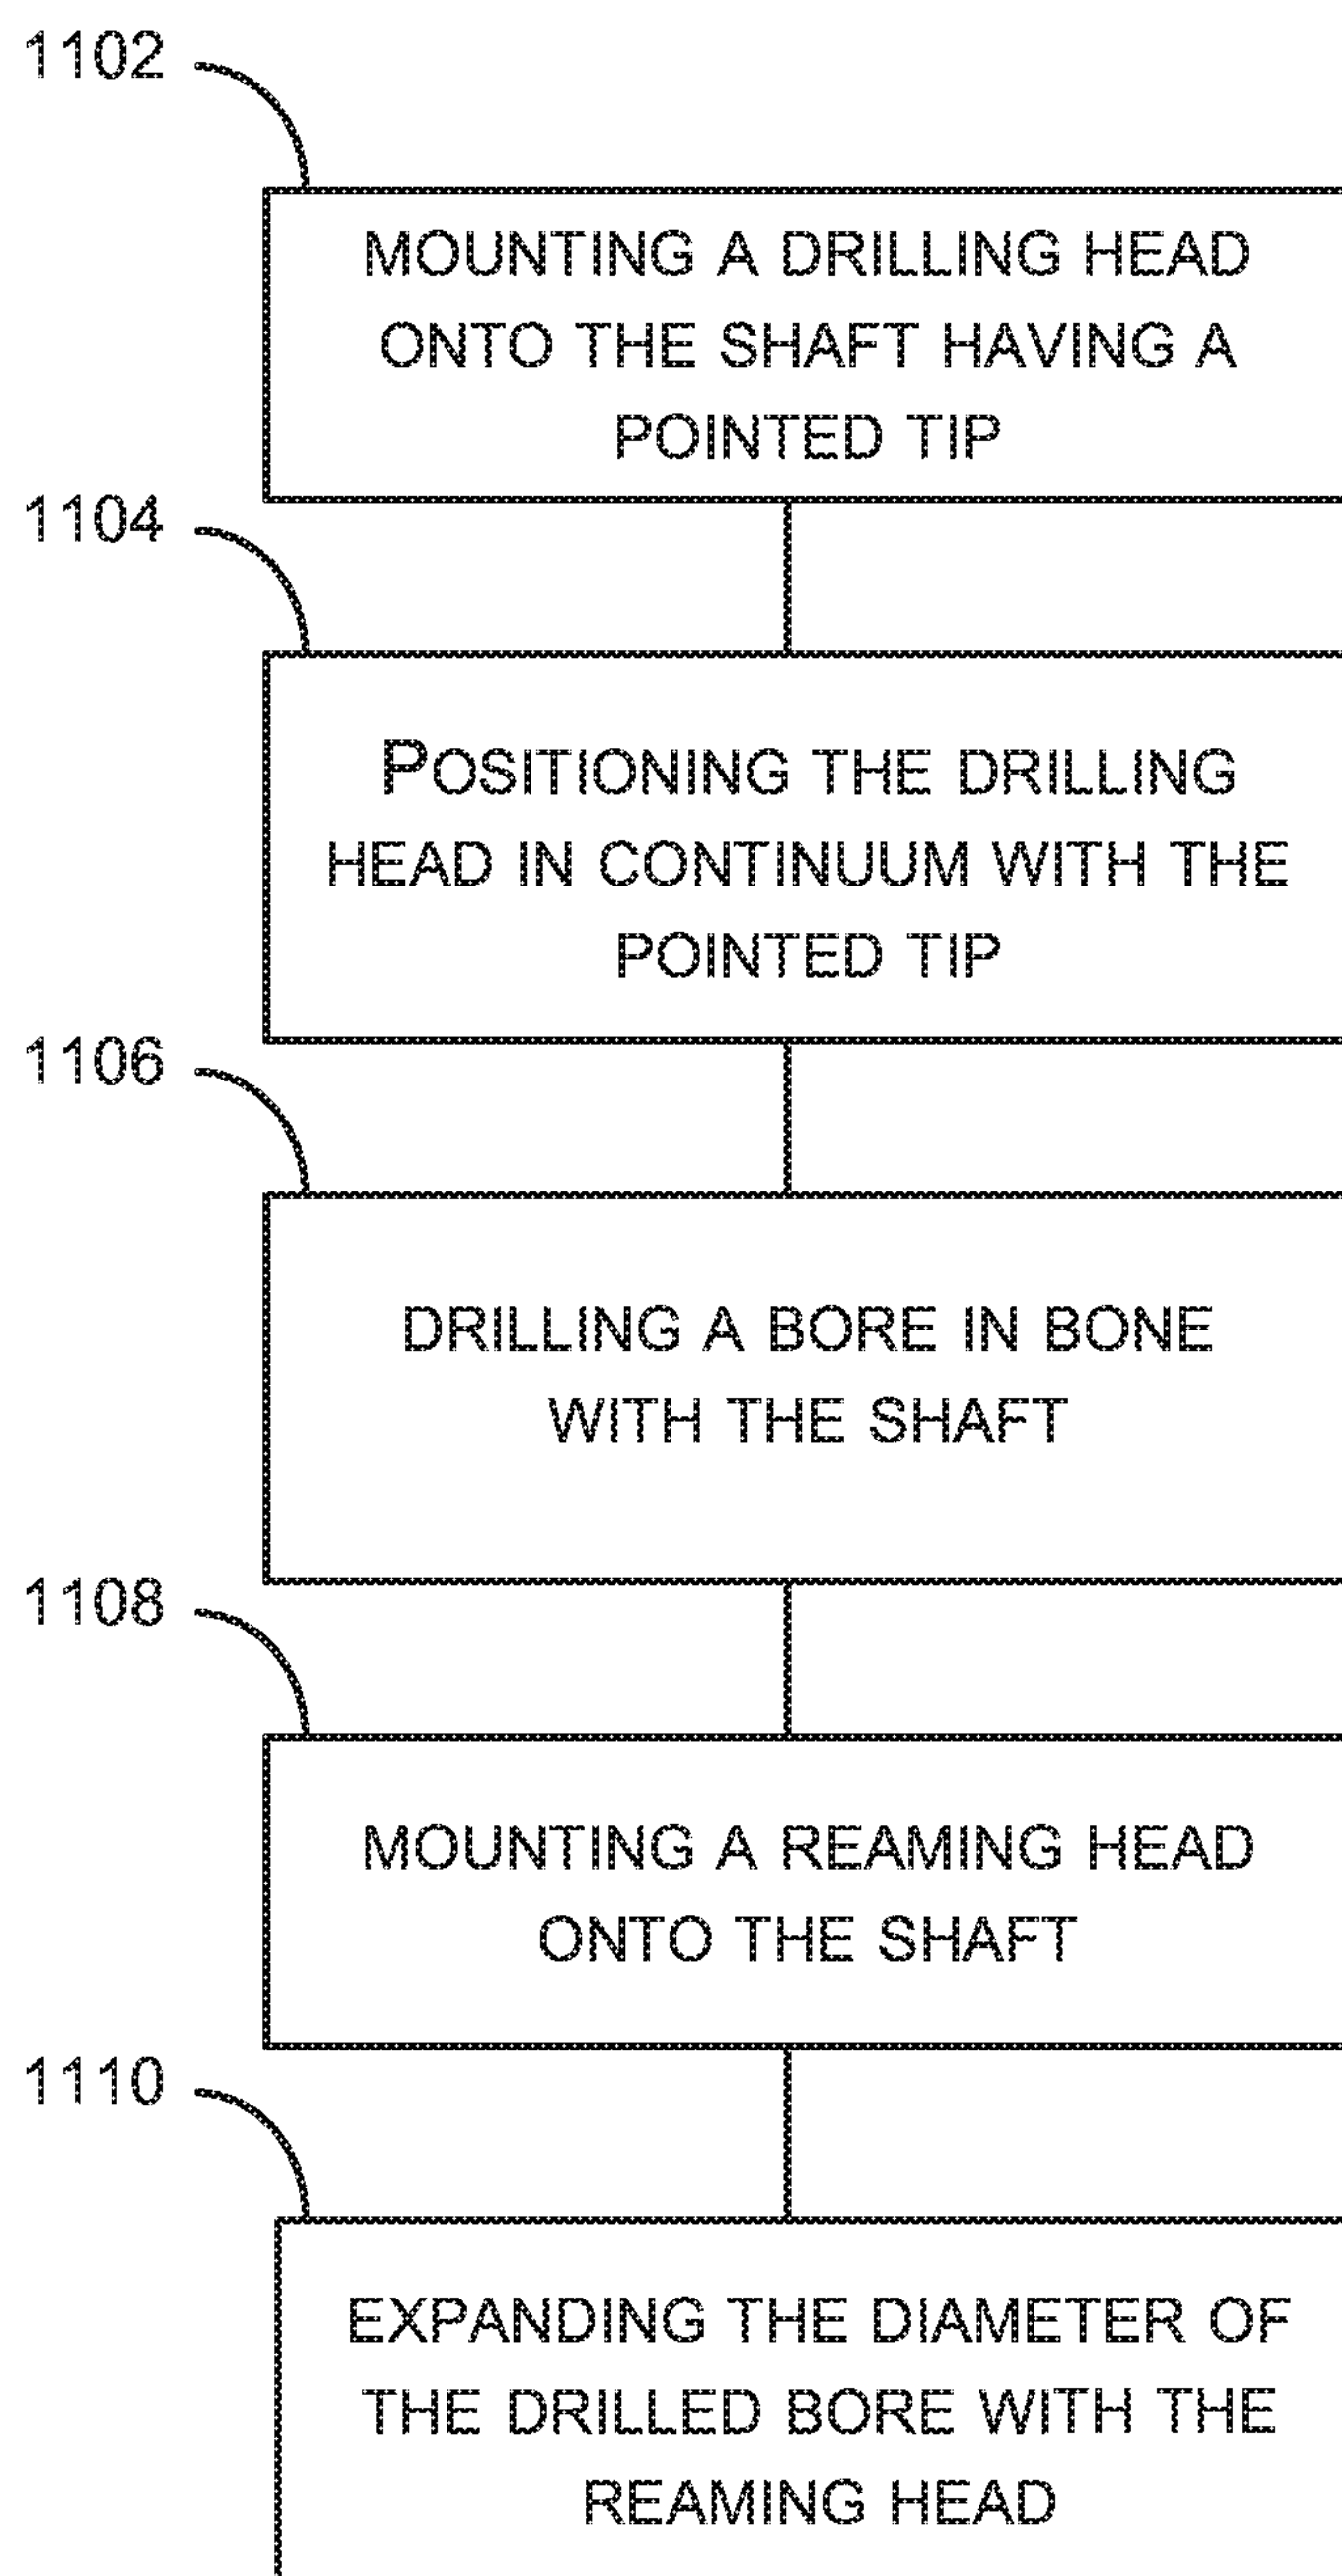 1102
MOUNTING A DRILLING HEAD
ONTO THE SHAFT HAVING A
POINTED TIP
1104
POSITIONING THE DRILLING
HEAD IN CONTINUUM WITH THE
POINTED TIP
1106
DRILLING A BORE IN BONE
WITH THE SHAFT
1108
MOUNTING A REAMING HEAD
ONTO THE SHAFT
1110
EXPANDING THE DIAMETER OF
THE DRILLED BORE WITH THE
REAMING HEAD